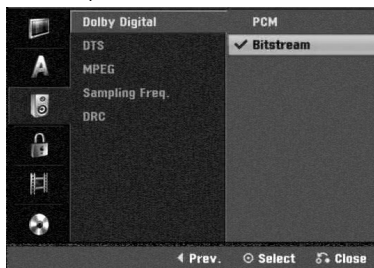 Dolby Digital
DTS
MPEG
Sampling Freq.
DRC
PCM
✓ Bitstream
A
Prev.
Select
Close